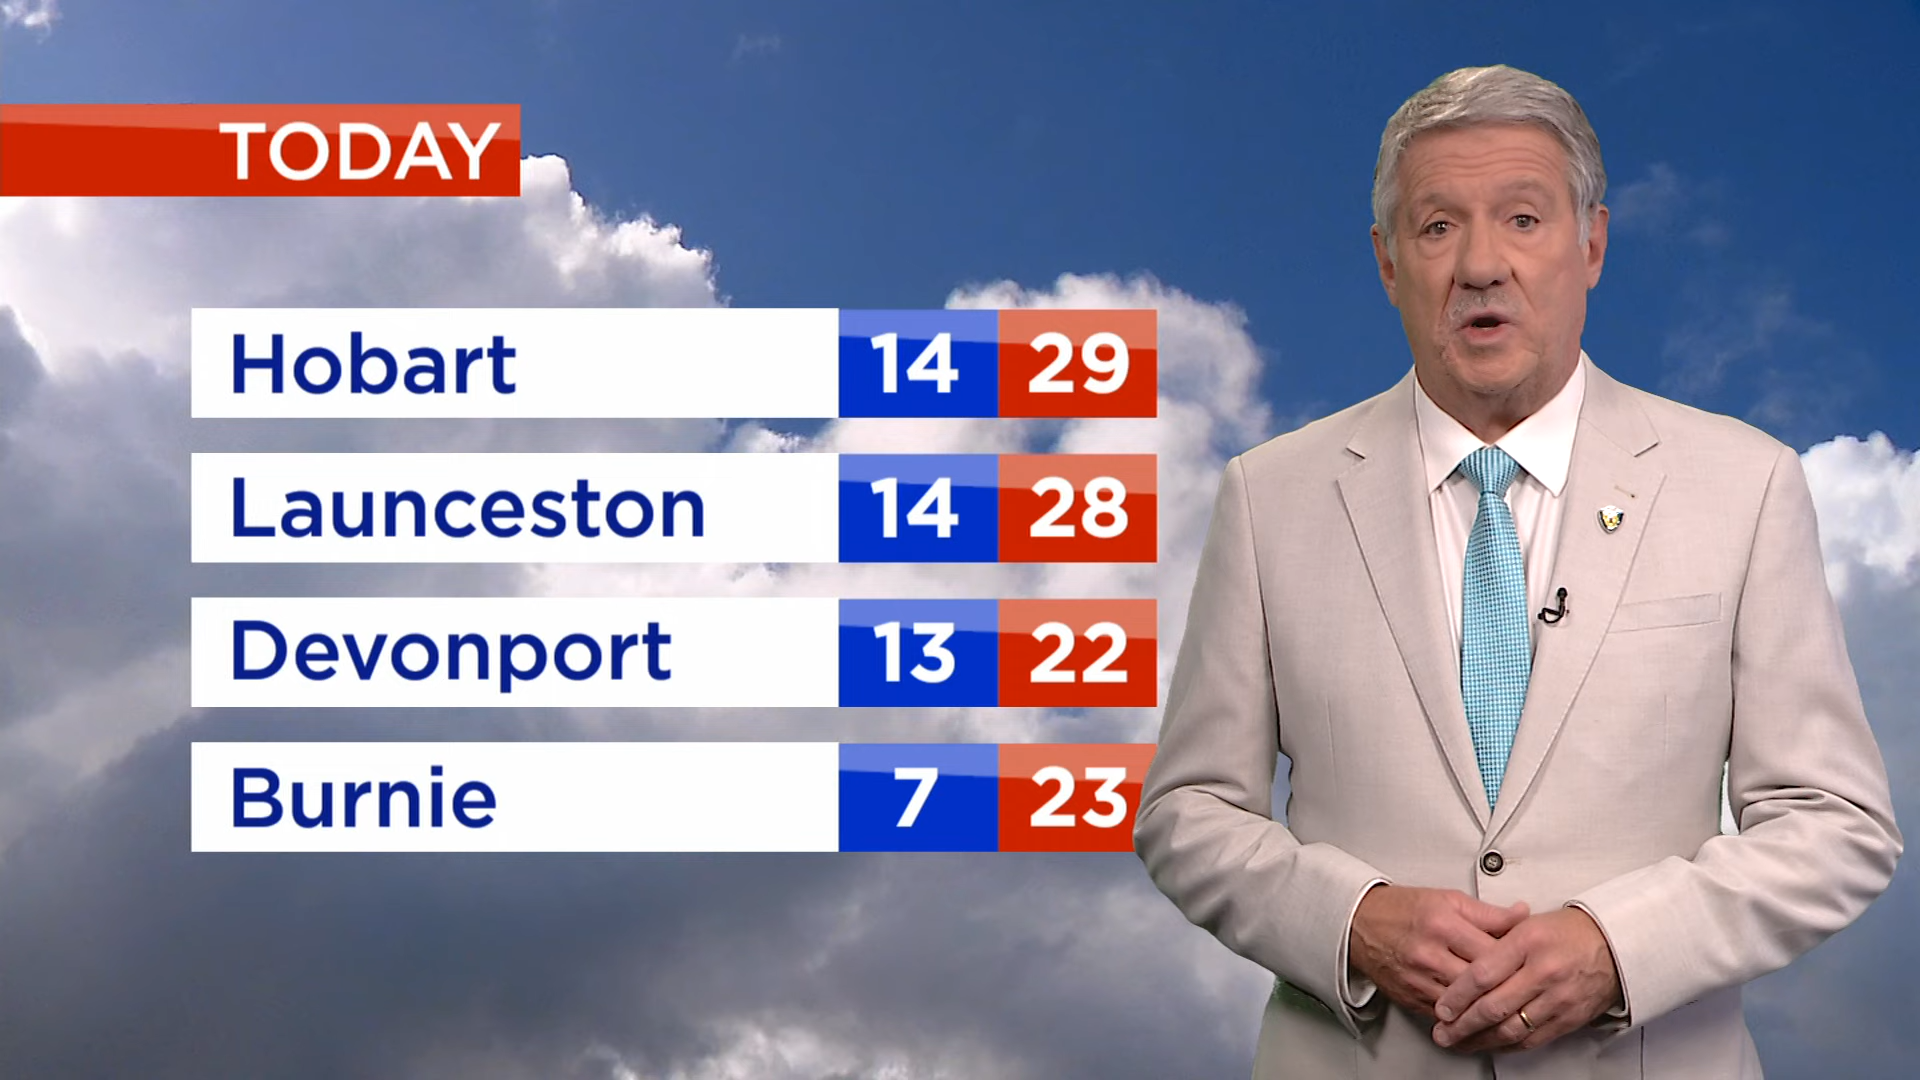 TODAY
Hobart 14 29
Launceston 14 28
Devonport 13 22
Burnie 7 23